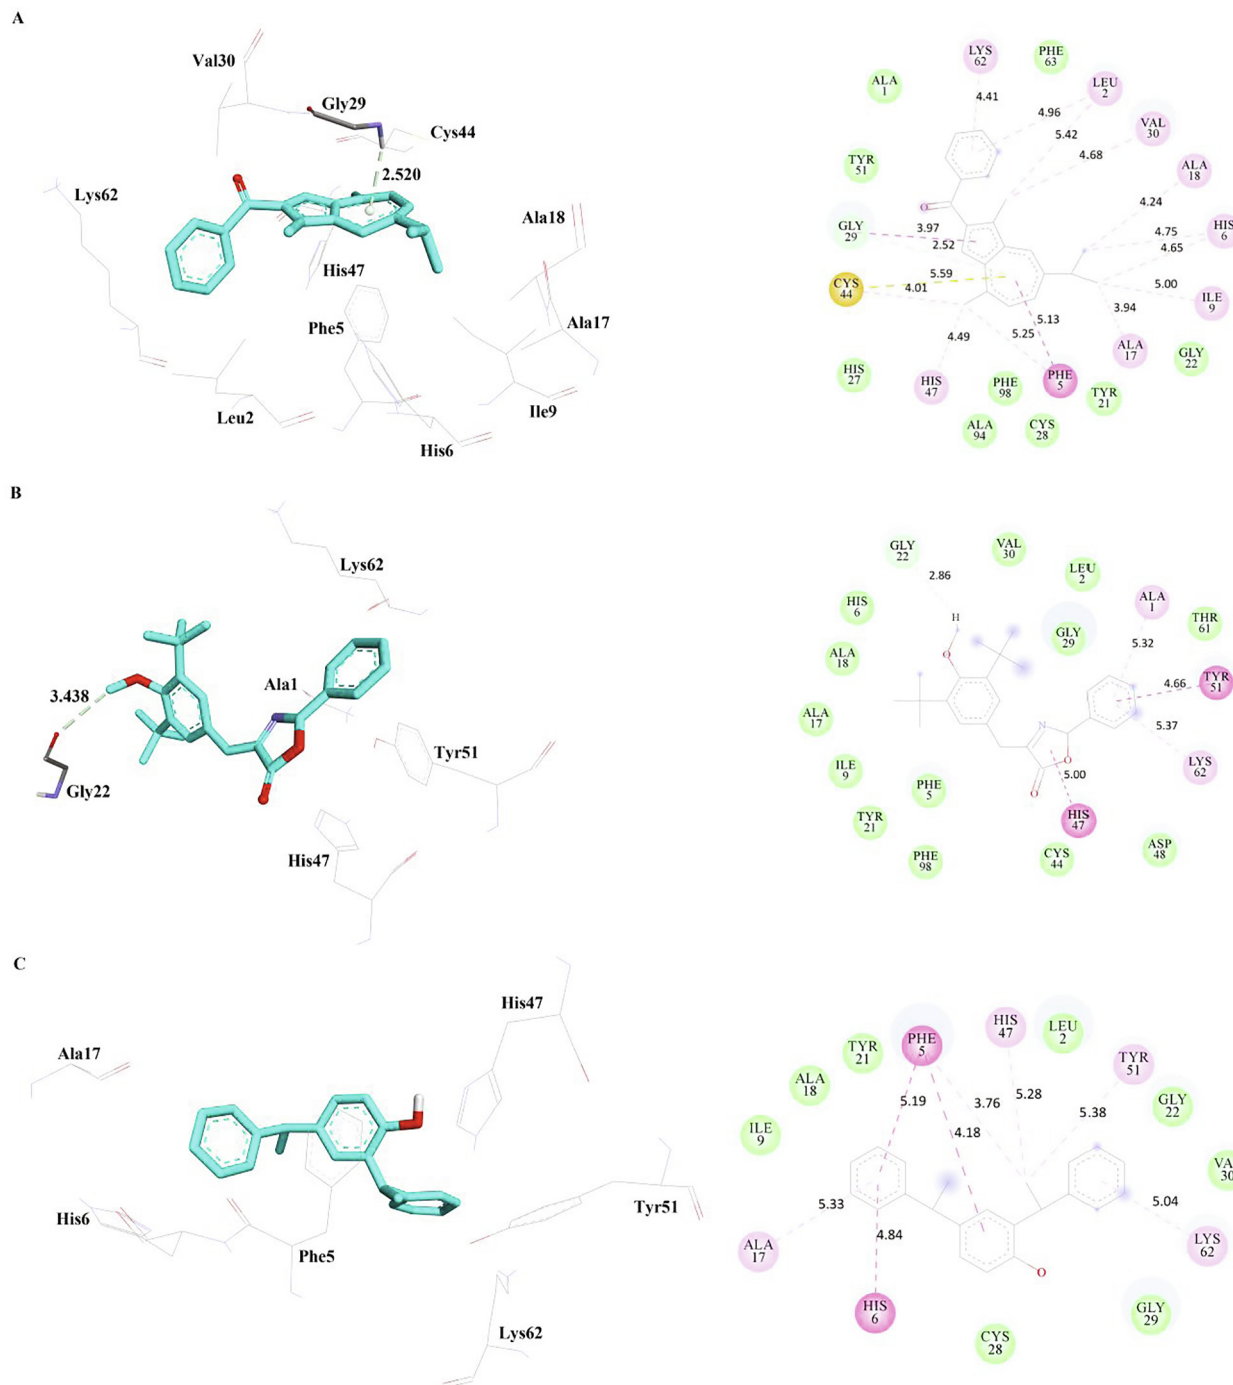 A
Val30
Gly29
Cys44
2.520
Lys62
Ala18
His47
Phe5
Ala17
Leu2
Ile9
His6
LYS
62
PHE
63
ALA
1
LEU
2
4.41
4.96
VAL
30
5.42
TYR
51
4.68
ALA
18
O
4.24
GLY
29
3.97
4.75
HIS
6
2.52
4.65
5.59
CYS
44
4.01
5.00
ILE
9
5.13
3.94
5.25
4.49
ALA
17
GLY
22
HIS
27
HIS
47
PHE
98
PHE
5
TYR
21
ALA
94
CYS
28
B
Lys62
3.438
Ala1
Tyr51
Gly22
His47
GLY
22
VAL
30
LEU
2
2.86
HIS
6
H
ALA
1
THR
61
GLY
29
O
5.32
ALA
18
4.66
TYR
51
ALA
17
N
5.37
O
LYS
62
ILE
9
PHE
5
5.00
O
TYR
21
HIS
47
PHE
98
CYS
44
ASP
48
C
His47
Ala17
His6
Tyr51
Phe5
Lys62
PHE
5
HIS
47
LEU
2
TYR
21
TYR
51
ALA
18
5.19
3.76
5.28
5.38
GLY
22
4.18
ILE
9
VA
30
5.33
5.04
4.84
ALA
17
LYS
62
O
HIS
6
GLY
29
CYS
28